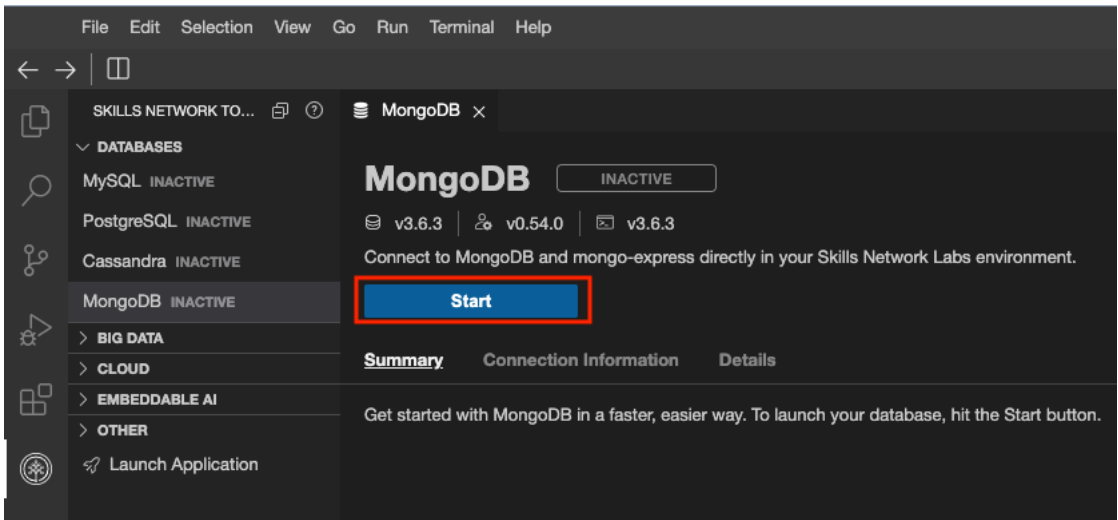 File Edit Selection View Go Run Terminal Help
SKILLS NETWORK TO...
MongoDB
DATABASES
MySQL INACTIVE
PostgreSQL INACTIVE
Cassandra INACTIVE
MongoDB INACTIVE
BIG DATA
CLOUD
EMBEDDABLE AI
OTHER
Launch Application
MongoDB INACTIVE
v3.6.3 v0.54.0 v3.6.3
Connect to MongoDB and mongo-express directly in your Skills Network Labs environment.
Start
Summary Connection Information Details
Get started with MongoDB in a faster, easier way. To launch your database, hit the Start button.